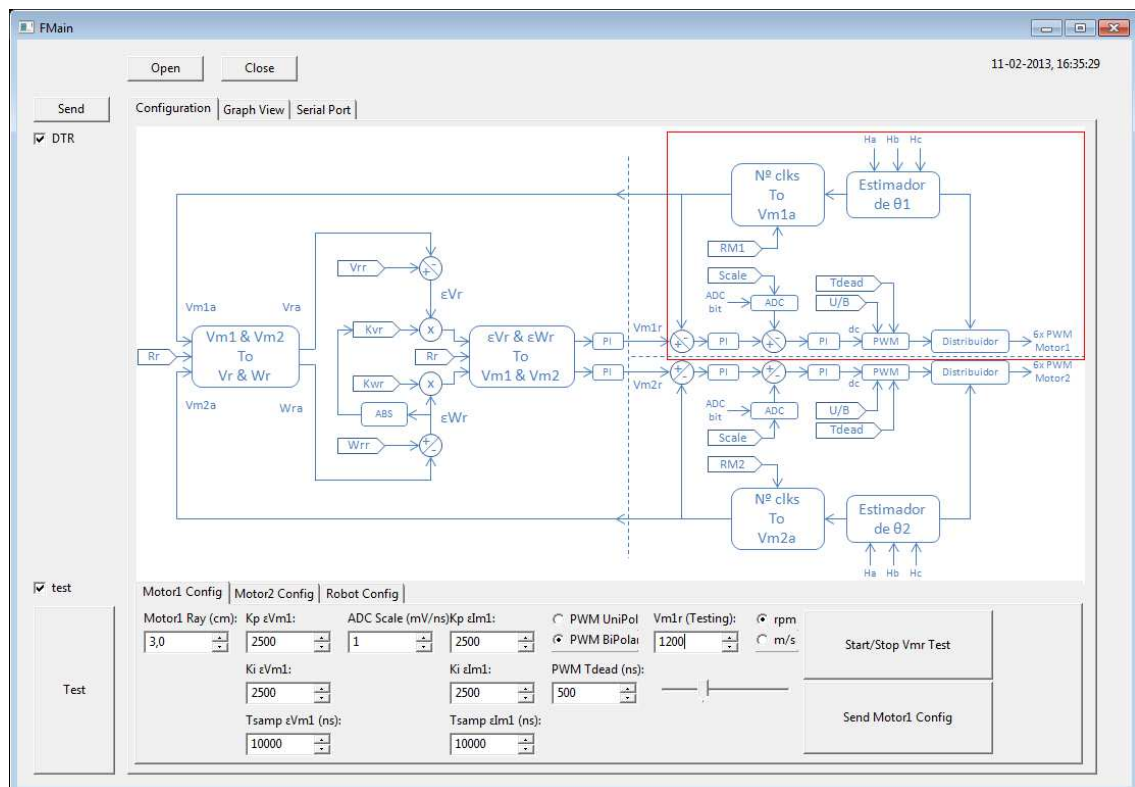 FMain
Open Close 11-02-2013, 16:35:29
Send
DTR
Configuration Graph View Serial Port
Ha Hb Hc
Nº clks
To
Vm1a
Estimador
de θ1
RM1
Vrr
εVr
Scale
ADC
bit
ADC
Tdead
U/B
Vm1a Vra
Vm1 & Vm2
To
Vr & Wr
Kvr
x
εVr & εWr
To
Vm1 & Vm2
Rr
Rr
PI
Vm1r
PI
PI
dc
PWM
Distribuidor
6x PWM
Motor1
PI
Vm2r
PI
PI
dc
PWM
Distribuidor
6x PWM
Motor2
Vm2a Wra
Kwr
x
ABS
εWr
Wrr
ADC
bit
ADC
Scale
U/B
Tdead
RM2
Nº clks
To
Vm2a
Estimador
de θ2
Ha Hb Hc
test
Test
Motor1 Config Motor2 Config Robot Config
Motor1 Ray (cm): Kp εVm1: ADC Scale (mV/ns) Kp εIm1: PWM UniPol Vm1r (Testing): rpm
3,0 2500 1 2500 PWM BiPolar 1200 m/s
Start/Stop Vmr Test
Ki εVm1: Ki εIm1: PWM Tdead (ns):
2500 2500 500
Tsamp εVm1 (ns): Tsamp εIm1 (ns):
10000 10000
Send Motor1 Config